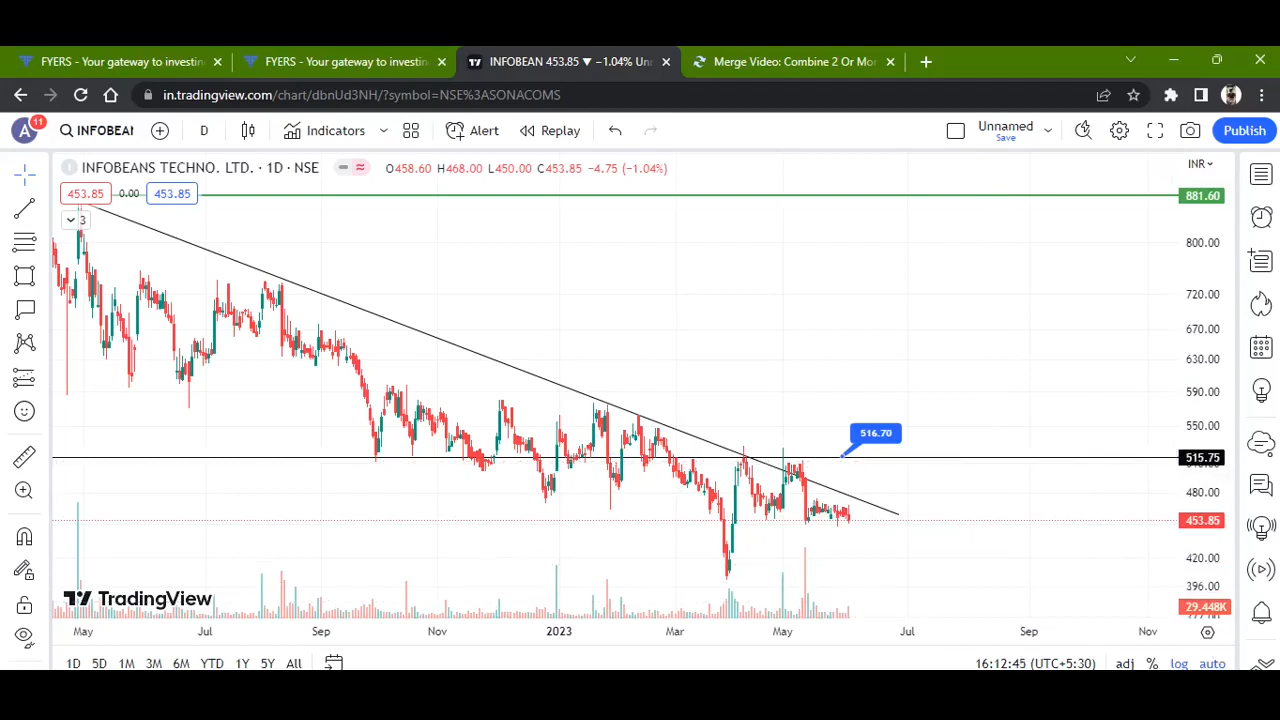 FYERS - Your gateway to investin
FYERS - Your gateway to investin
INFOBEAN 453.85 ▼ −1.04% Unn
Merge Video: Combine 2 Or Mor
in.tradingview.com/chart/dbnUd3NH/?symbol=NSE%3ASONACOMS
A
11
INFOBEAN
D
Indicators
Alert
Replay
Unnamed
Save
Publish
INFOBEANS TECHNO. LTD. · 1D · NSE
O458.60 H468.00 L450.00 C453.85 −4.75 (−1.04%)
INR
453.85
0.00
453.85
881.60
3
800.00
720.00
670.00
630.00
590.00
550.00
516.70
515.75
480.00
453.85
420.00
396.00
TradingView
29.448K
May
Jul
Sep
Nov
2023
Mar
May
Jul
Sep
Nov
1D 5D 1M 3M 6M YTD 1Y 5Y All
16:12:45 (UTC+5:30)
adj % log auto